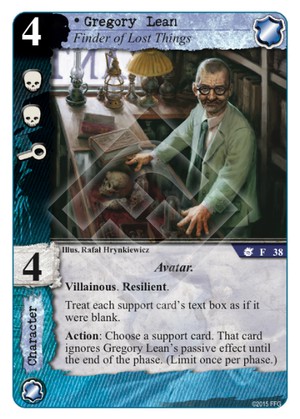 4
• Gregory Lean
Finder of Lost Things
Illus. Rafał Hrynkiewicz
F 38
4
Character
Avatar.
Villainous. Resilient.
Treat each support card's text box as if it
were blank.
Action: Choose a support card. That card
ignores Gregory Lean's passive effect until
the end of the phase. (Limit once per phase.)
©2015 FFG